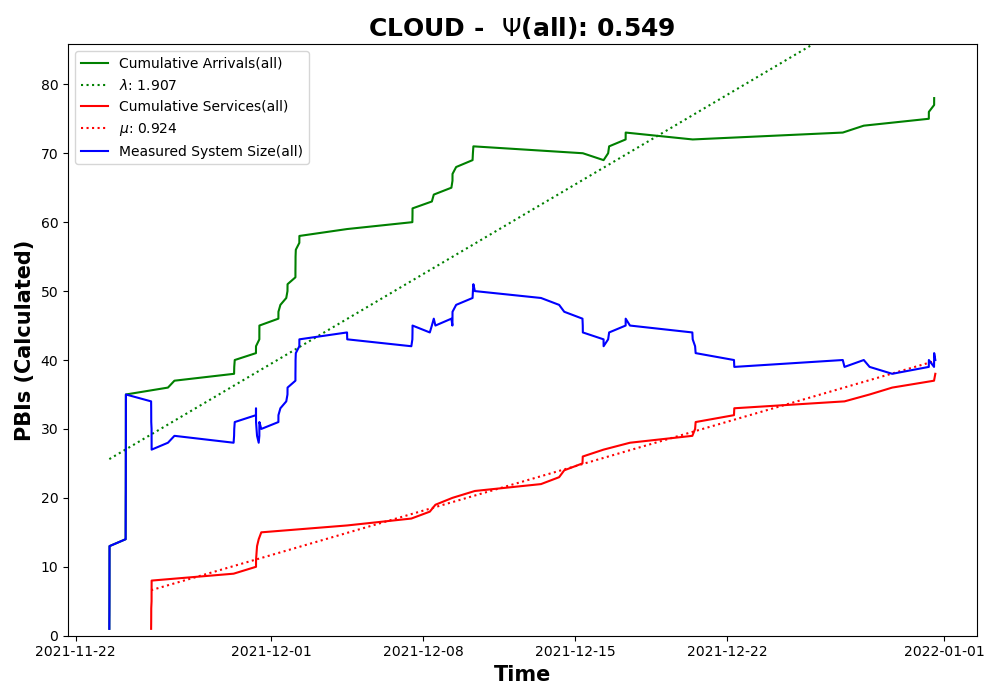 CLOUD - Ψ(all): 0.549
Cumulative Arrivals(all)
λ: 1.907
Cumulative Services(all)
μ: 0.924
Measured System Size(all)
PBIs (Calculated)
80
70
60
50
40
30
20
10
0
2021-11-22 2021-12-01 2021-12-08 2021-12-15 2021-12-22 2022-01-01
Time